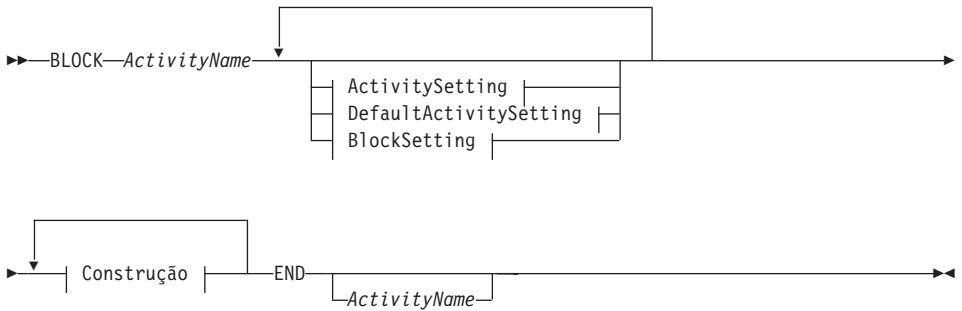 BLOCK ActivityName
ActivitySetting
DefaultActivitySetting
BlockSetting
Construção END
ActivityName